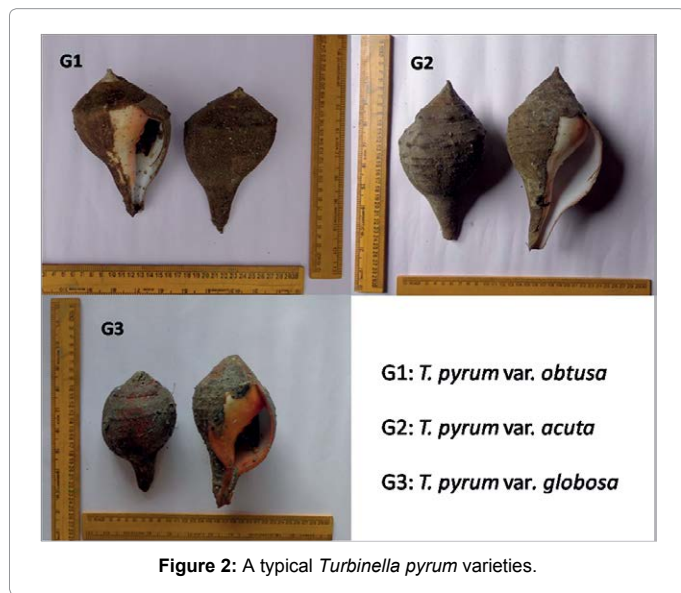 G1
G2
G3
G1: T. pyrum var. obtusa
G2: T. pyrum var. acuta
G3: T. pyrum var. globosa
Figure 2: A typical Turbinella pyrum varieties.